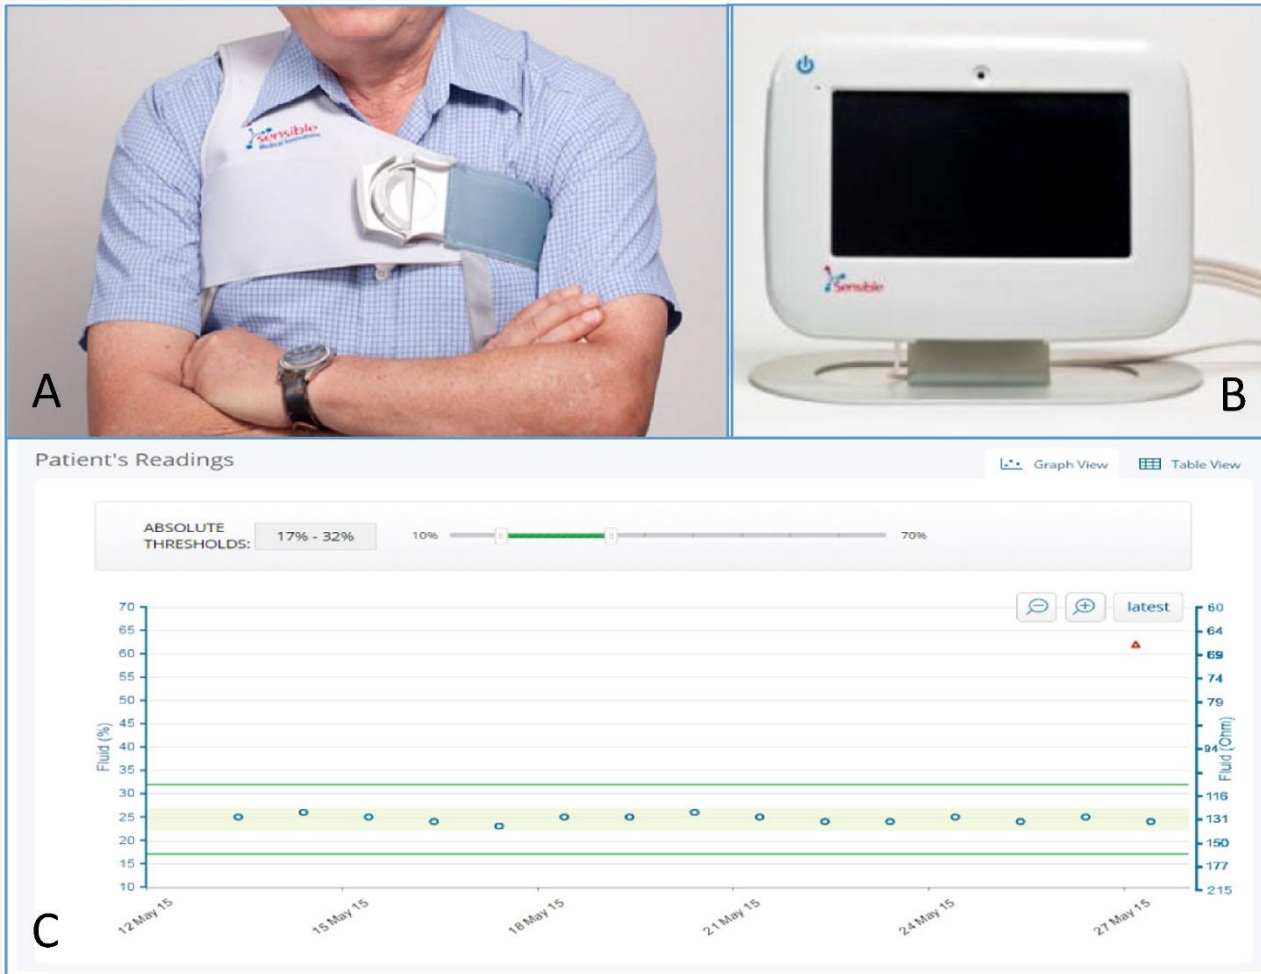 sensible
Medical Innovations
A
sensible
B
Patient's Readings
Graph View
Table View
ABSOLUTE
THRESHOLDS:
17% - 32%
10%
70%
latest
Fluid (%)
70
65
60
55
50
45
40
35
30
25
20
15
10
60
64
69
74
79
94
116
131
150
177
215
Fluid (Ohm)
12 May 15
15 May 15
18 May 15
21 May 15
24 May 15
27 May 15
C